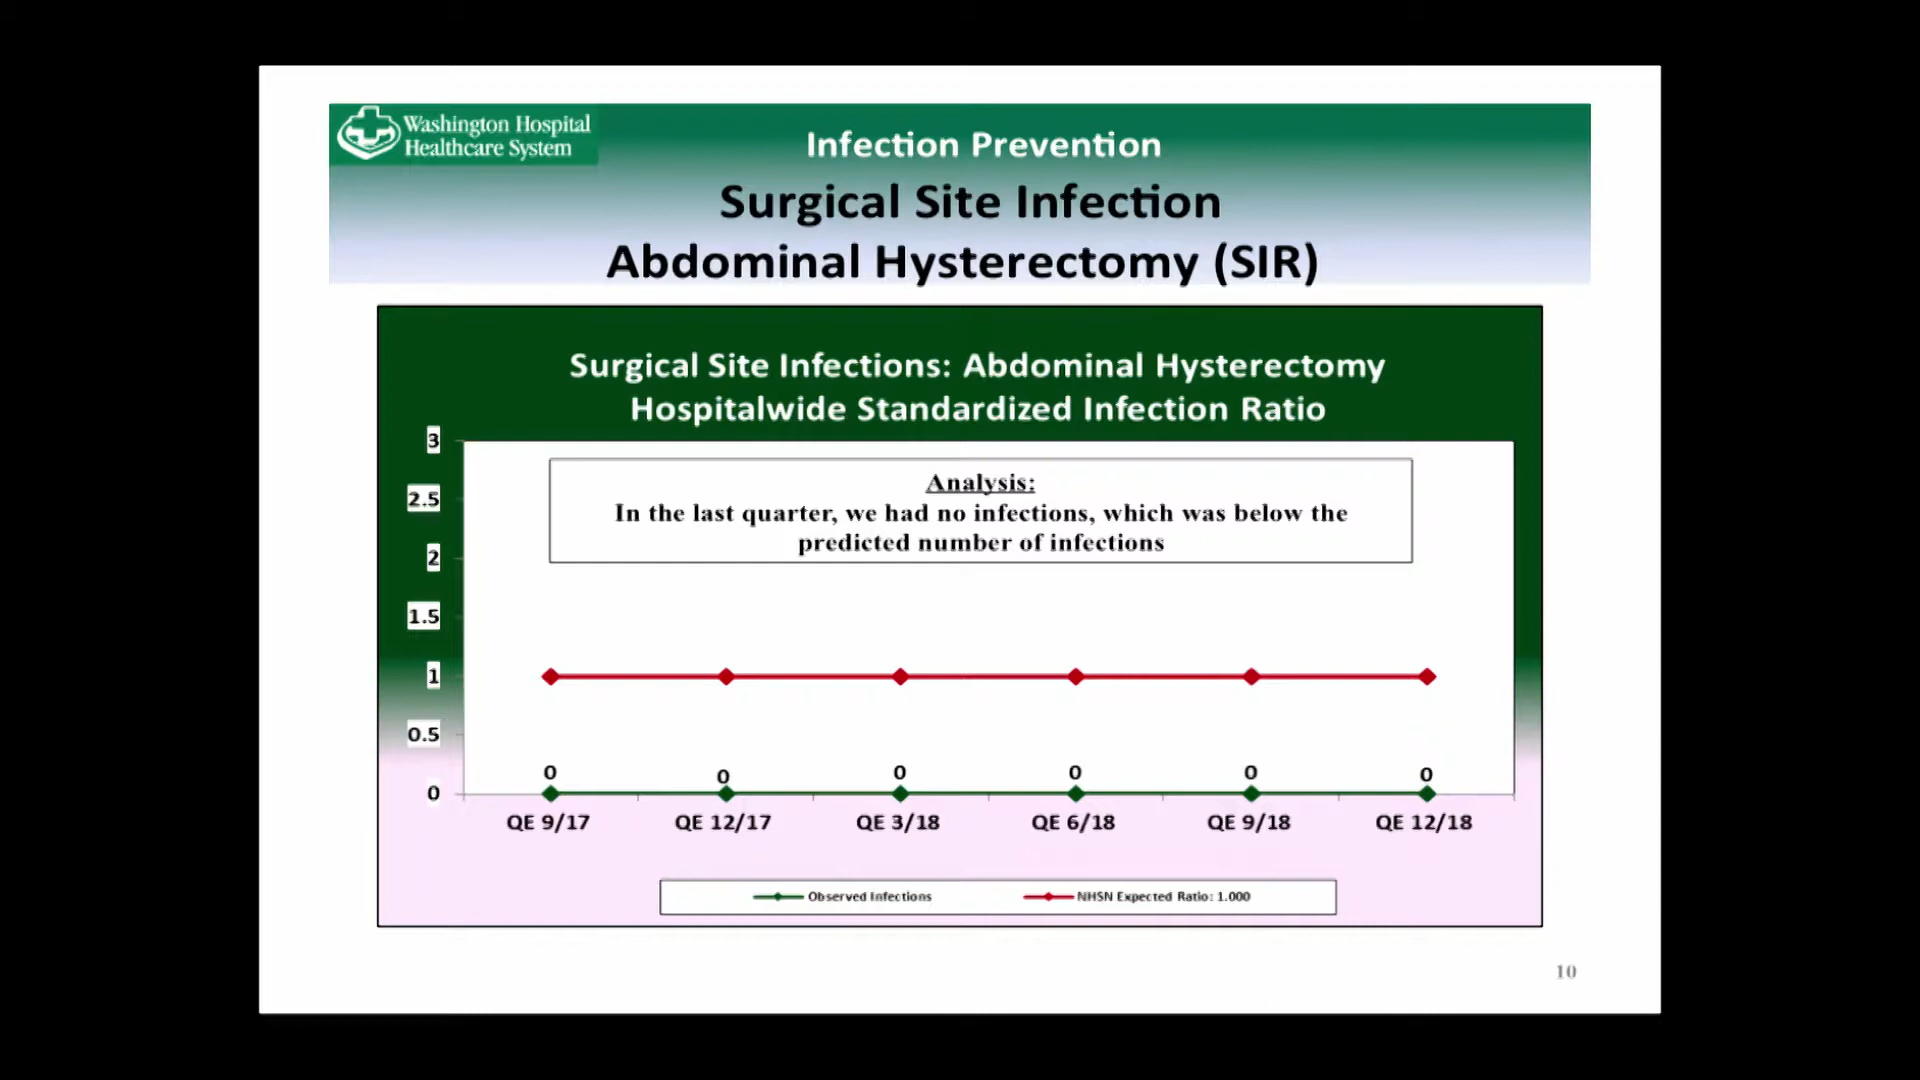 Washington Hospital
Healthcare System
Infection Prevention
Surgical Site Infection
Abdominal Hysterectomy (SIR)
Surgical Site Infections: Abdominal Hysterectomy
Hospitalwide Standardized Infection Ratio
3
2.5
2
1.5
1
0.5
0
Analysis:
In the last quarter, we had no infections, which was below the
predicted number of infections
0 0 0 0 0 0
QE 9/17 QE 12/17 QE 3/18 QE 6/18 QE 9/18 QE 12/18
Observed Infections NHSN Expected Ratio: 1.000
10